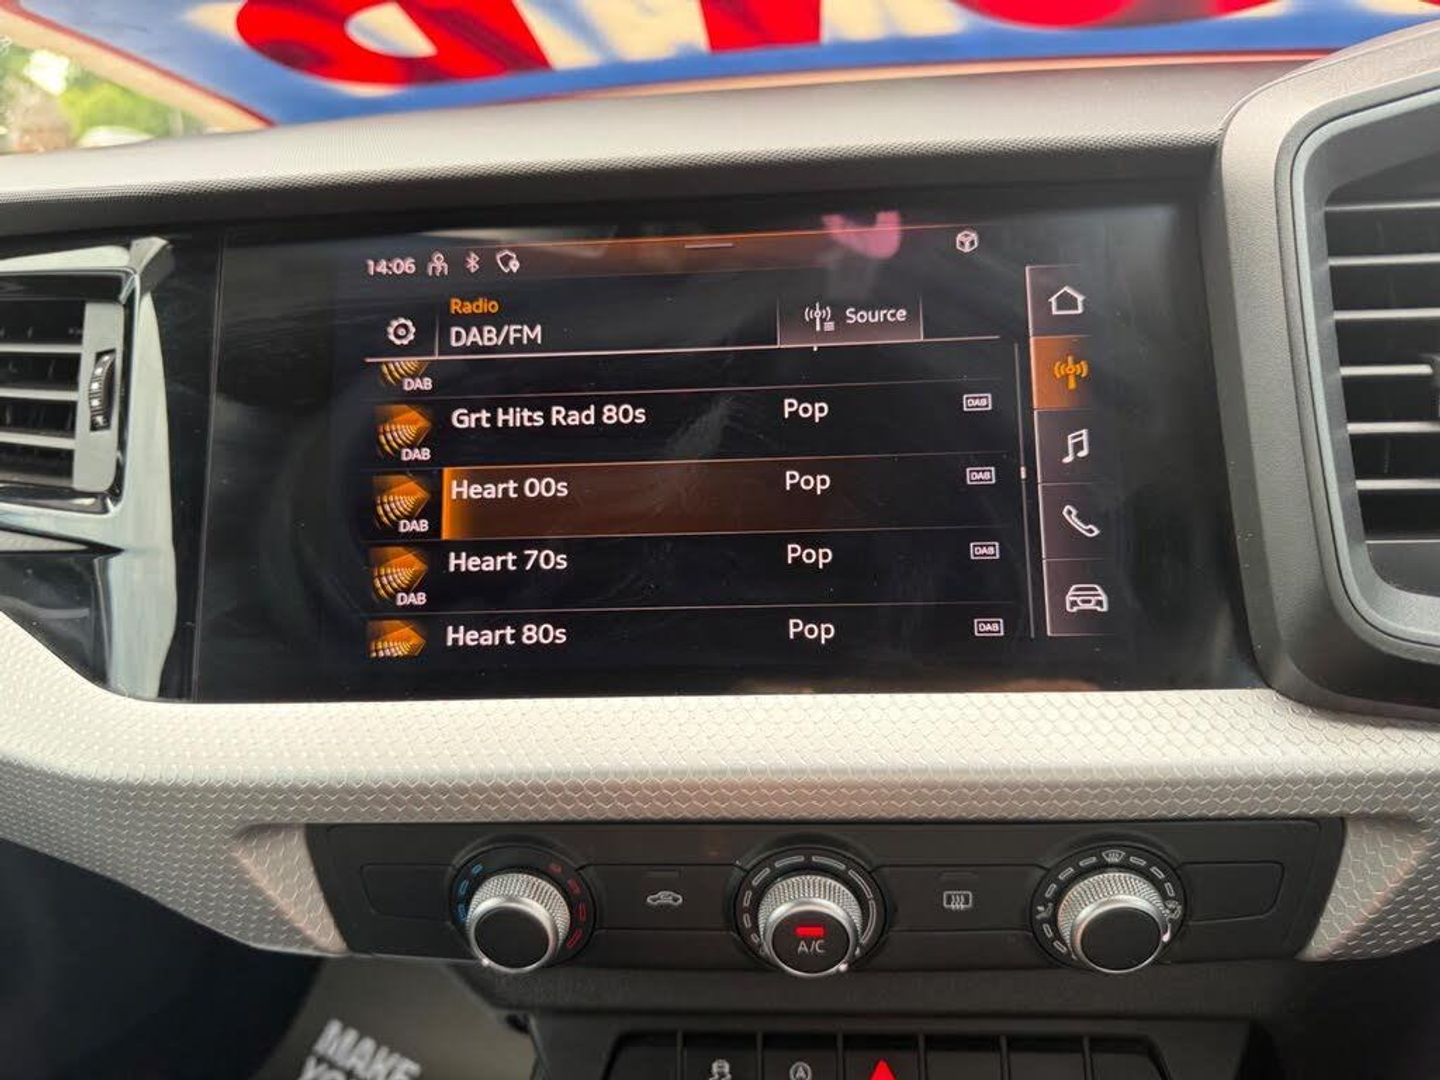 14:06
Radio
DAB/FM
Source
DAB
Grt Hits Rad 80s Pop DAB
DAB
Heart 00s Pop DAB
DAB
Heart 70s Pop DAB
DAB
Heart 80s Pop DAB
A/C
A
MAKE